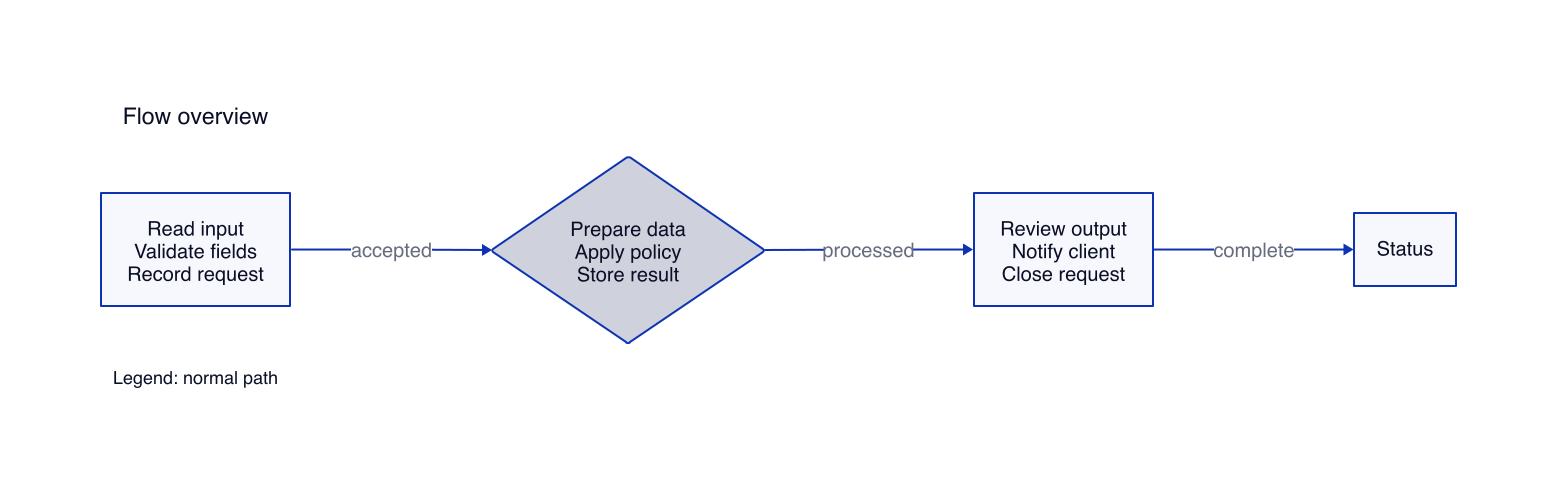 Flow overview
Read input
Validate fields
Record request
accepted
Prepare data
Apply policy
Store result
processed
Review output
Notify client
Close request
complete
Status
Legend: normal path